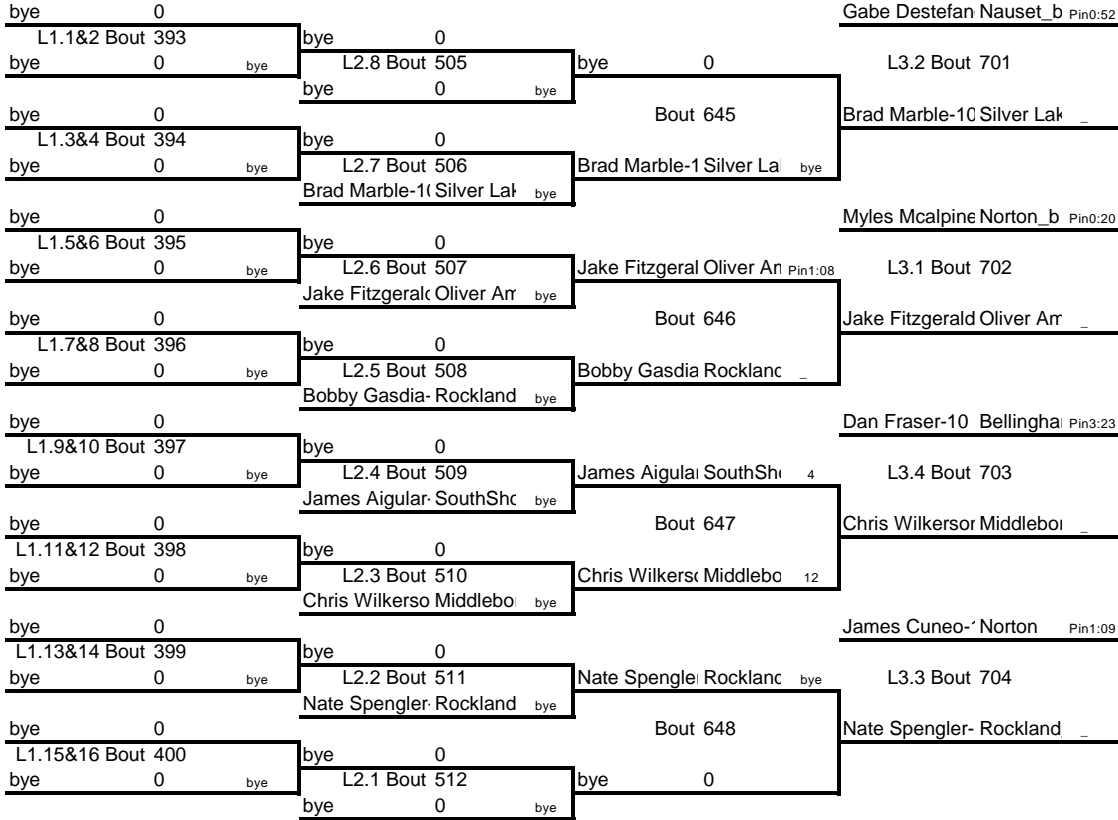 bye 0 Gabe Destefan Nauset_b Pin0:52
L1.1&2 Bout 393 bye 0
bye 0 bye L2.8 Bout 505 bye 0 L3.2 Bout 701
bye 0 bye
bye 0 Bout 645 Brad Marble-10 Silver Lak _
L1.3&4 Bout 394 bye 0
bye 0 bye L2.7 Bout 506 Brad Marble-1 Silver La bye
Brad Marble-1( Silver Lak bye
bye 0 Myles Mcalpine Norton_b Pin0:20
L1.5&6 Bout 395 bye 0
bye 0 bye L2.6 Bout 507 Jake Fitzgeral Oliver An Pin1:08 L3.1 Bout 702
Jake Fitzgerald Oliver Am bye
bye 0 Bout 646 Jake Fitzgerald Oliver Am _
L1.7&8 Bout 396 bye 0
bye 0 bye L2.5 Bout 508 Bobby Gasdia Rockland _
Bobby Gasdia- Rockland bye
bye 0 Dan Fraser-10 Bellingha Pin3:23
L1.9&10 Bout 397 bye 0
bye 0 bye L2.4 Bout 509 James Aigular SouthSh 4 L3.4 Bout 703
James Aigular- SouthSho bye
bye 0 Bout 647 Chris Wilkerson Middlebor _
L1.11&12 Bout 398 bye 0
bye 0 bye L2.3 Bout 510 Chris Wilkerso Middlebo 12
Chris Wilkerso Middlebor bye
bye 0 James Cuneo-1 Norton Pin1:09
L1.13&14 Bout 399 bye 0
bye 0 bye L2.2 Bout 511 Nate Spengler Rockland bye L3.3 Bout 704
Nate Spengler- Rockland bye
bye 0 Bout 648 Nate Spengler- Rockland _
L1.15&16 Bout 400 bye 0
bye 0 bye L2.1 Bout 512 bye 0
bye 0 bye